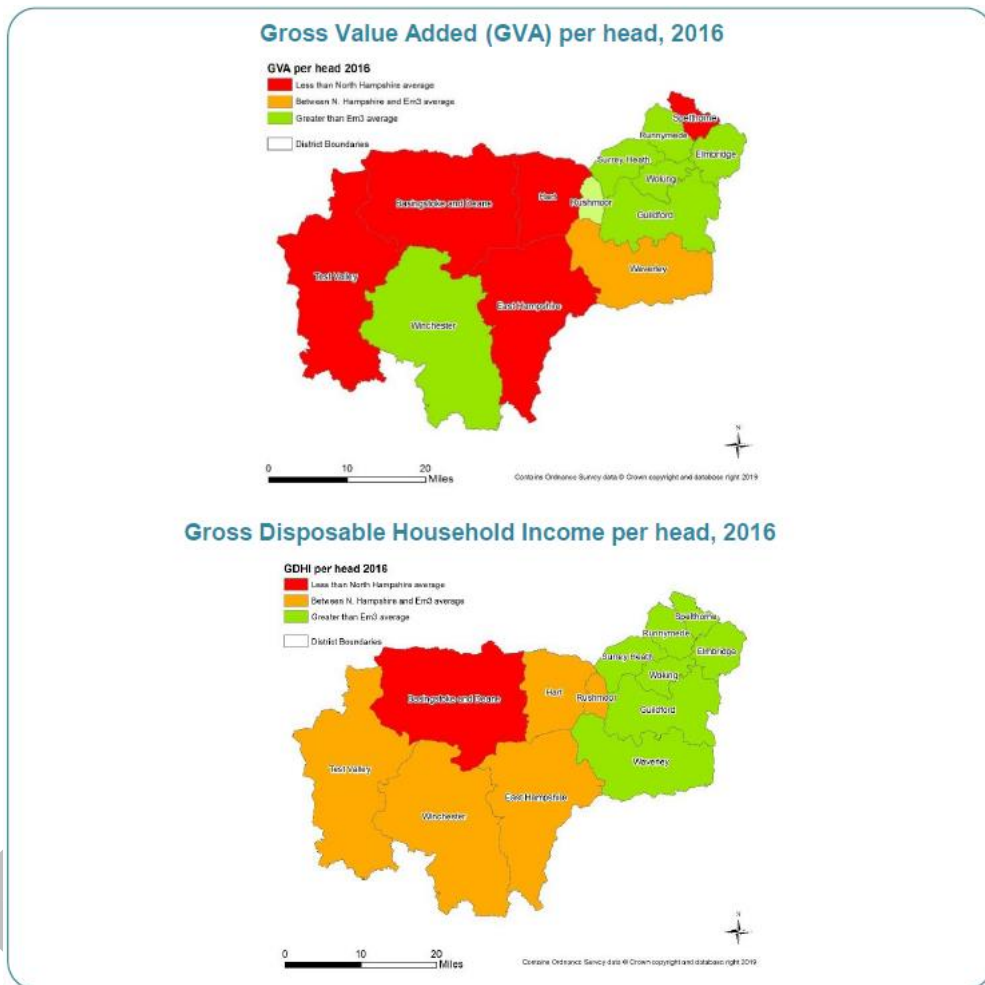 Gross Value Added (GVA) per head, 2016
GVA per head 2016
Less than North Hampshire average
Between N. Hampshire and Em3 average
Greater than Em3 average
District Boundaries
Spelthorne
Runnymede
Elmbridge
Surrey Heath
Woking
Basingstoke and Deane
Hart
Rushmoor
Guildford
Waverley
Test Valley
East Hampshire
Winchester
N
0 10 20
Miles
Contains Ordnance Survey data © Crown copyright and database right 2019
Gross Disposable Household Income per head, 2016
GDHI per head 2016
Less than North Hampshire average
Between N. Hampshire and Em3 average
Greater than Em3 average
District Boundaries
Spelthorne
Runnymede
Elmbridge
Surrey Heath
Woking
Basingstoke and Deane
Hart
Rushmoor
Guildford
Waverley
Test Valley
East Hampshire
Winchester
N
0 10 20
Miles
Contains Ordnance Survey data © Crown copyright and database right 2019